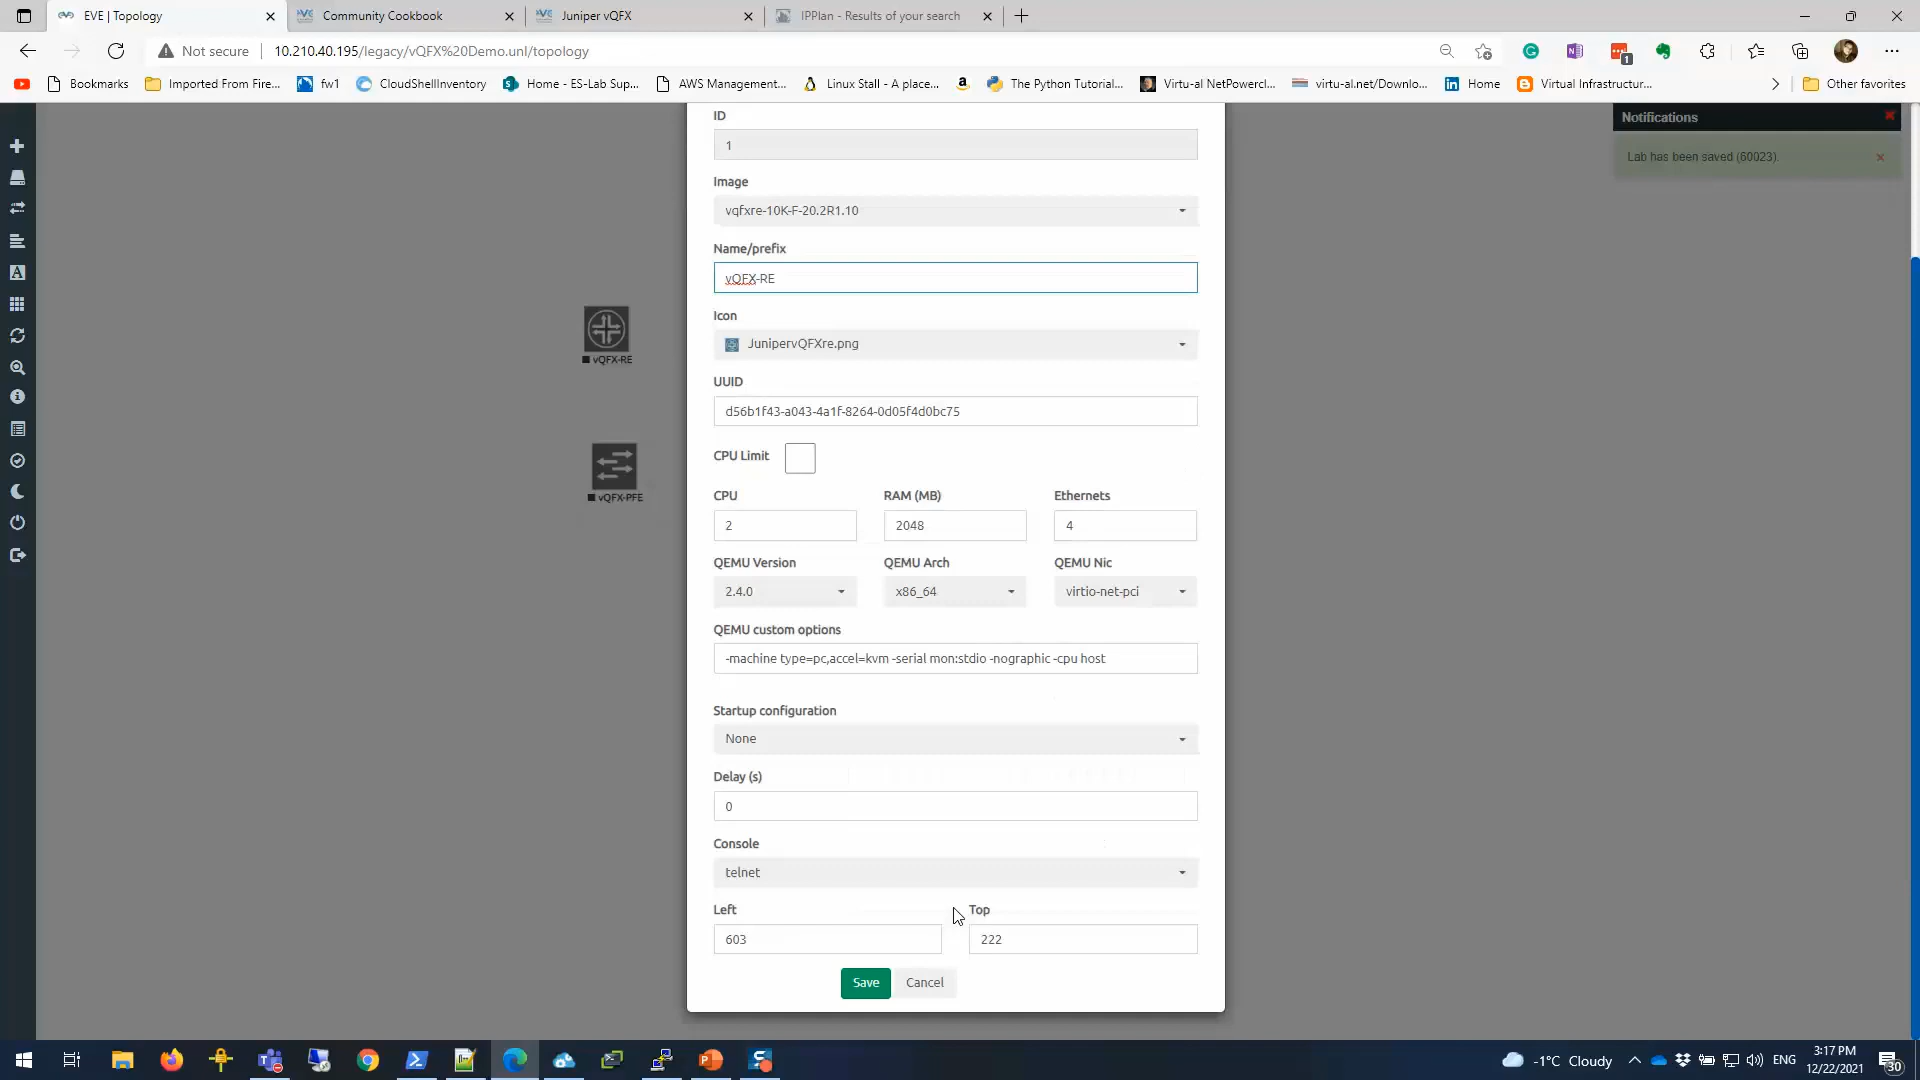 EVE | Topology
Community Cookbook
Juniper vQFX
IPPlan - Results of your search
Not secure
10.210.40.195/legacy/vQFX%20Demo.unl/topology
1
Bookmarks
Imported From Fire...
fw1
CloudShellInventory
Home - ES-Lab Sup...
AWS Management...
Linux Stall - A place...
The Python Tutorial...
Virtu-al NetPowercl...
virtu-al.net/Downlo...
Home
Virtual Infrastructur...
Other favorites
ID
1
Image
vqfxre-10K-F-20.2R1.10
Name/prefix
vQFX-RE
Icon
JunipervQFXre.png
UUID
d56b1f43-a043-4a1f-8264-0d05f4d0bc75
CPU Limit
CPU
RAM (MB)
Ethernets
2
2048
4
QEMU Version
QEMU Arch
QEMU Nic
2.4.0
x86_64
virtio-net-pci
QEMU custom options
-machine type=pc,accel=kvm -serial mon:stdio -nographic -cpu host
Startup configuration
None
Delay (s)
0
Console
telnet
Left
Top
603
222
Save
Cancel
vQFX-RE
vQFX-PFE
Notifications
Lab has been saved (60023).
-1°C Cloudy
ENG
3:17 PM
12/22/2021
30